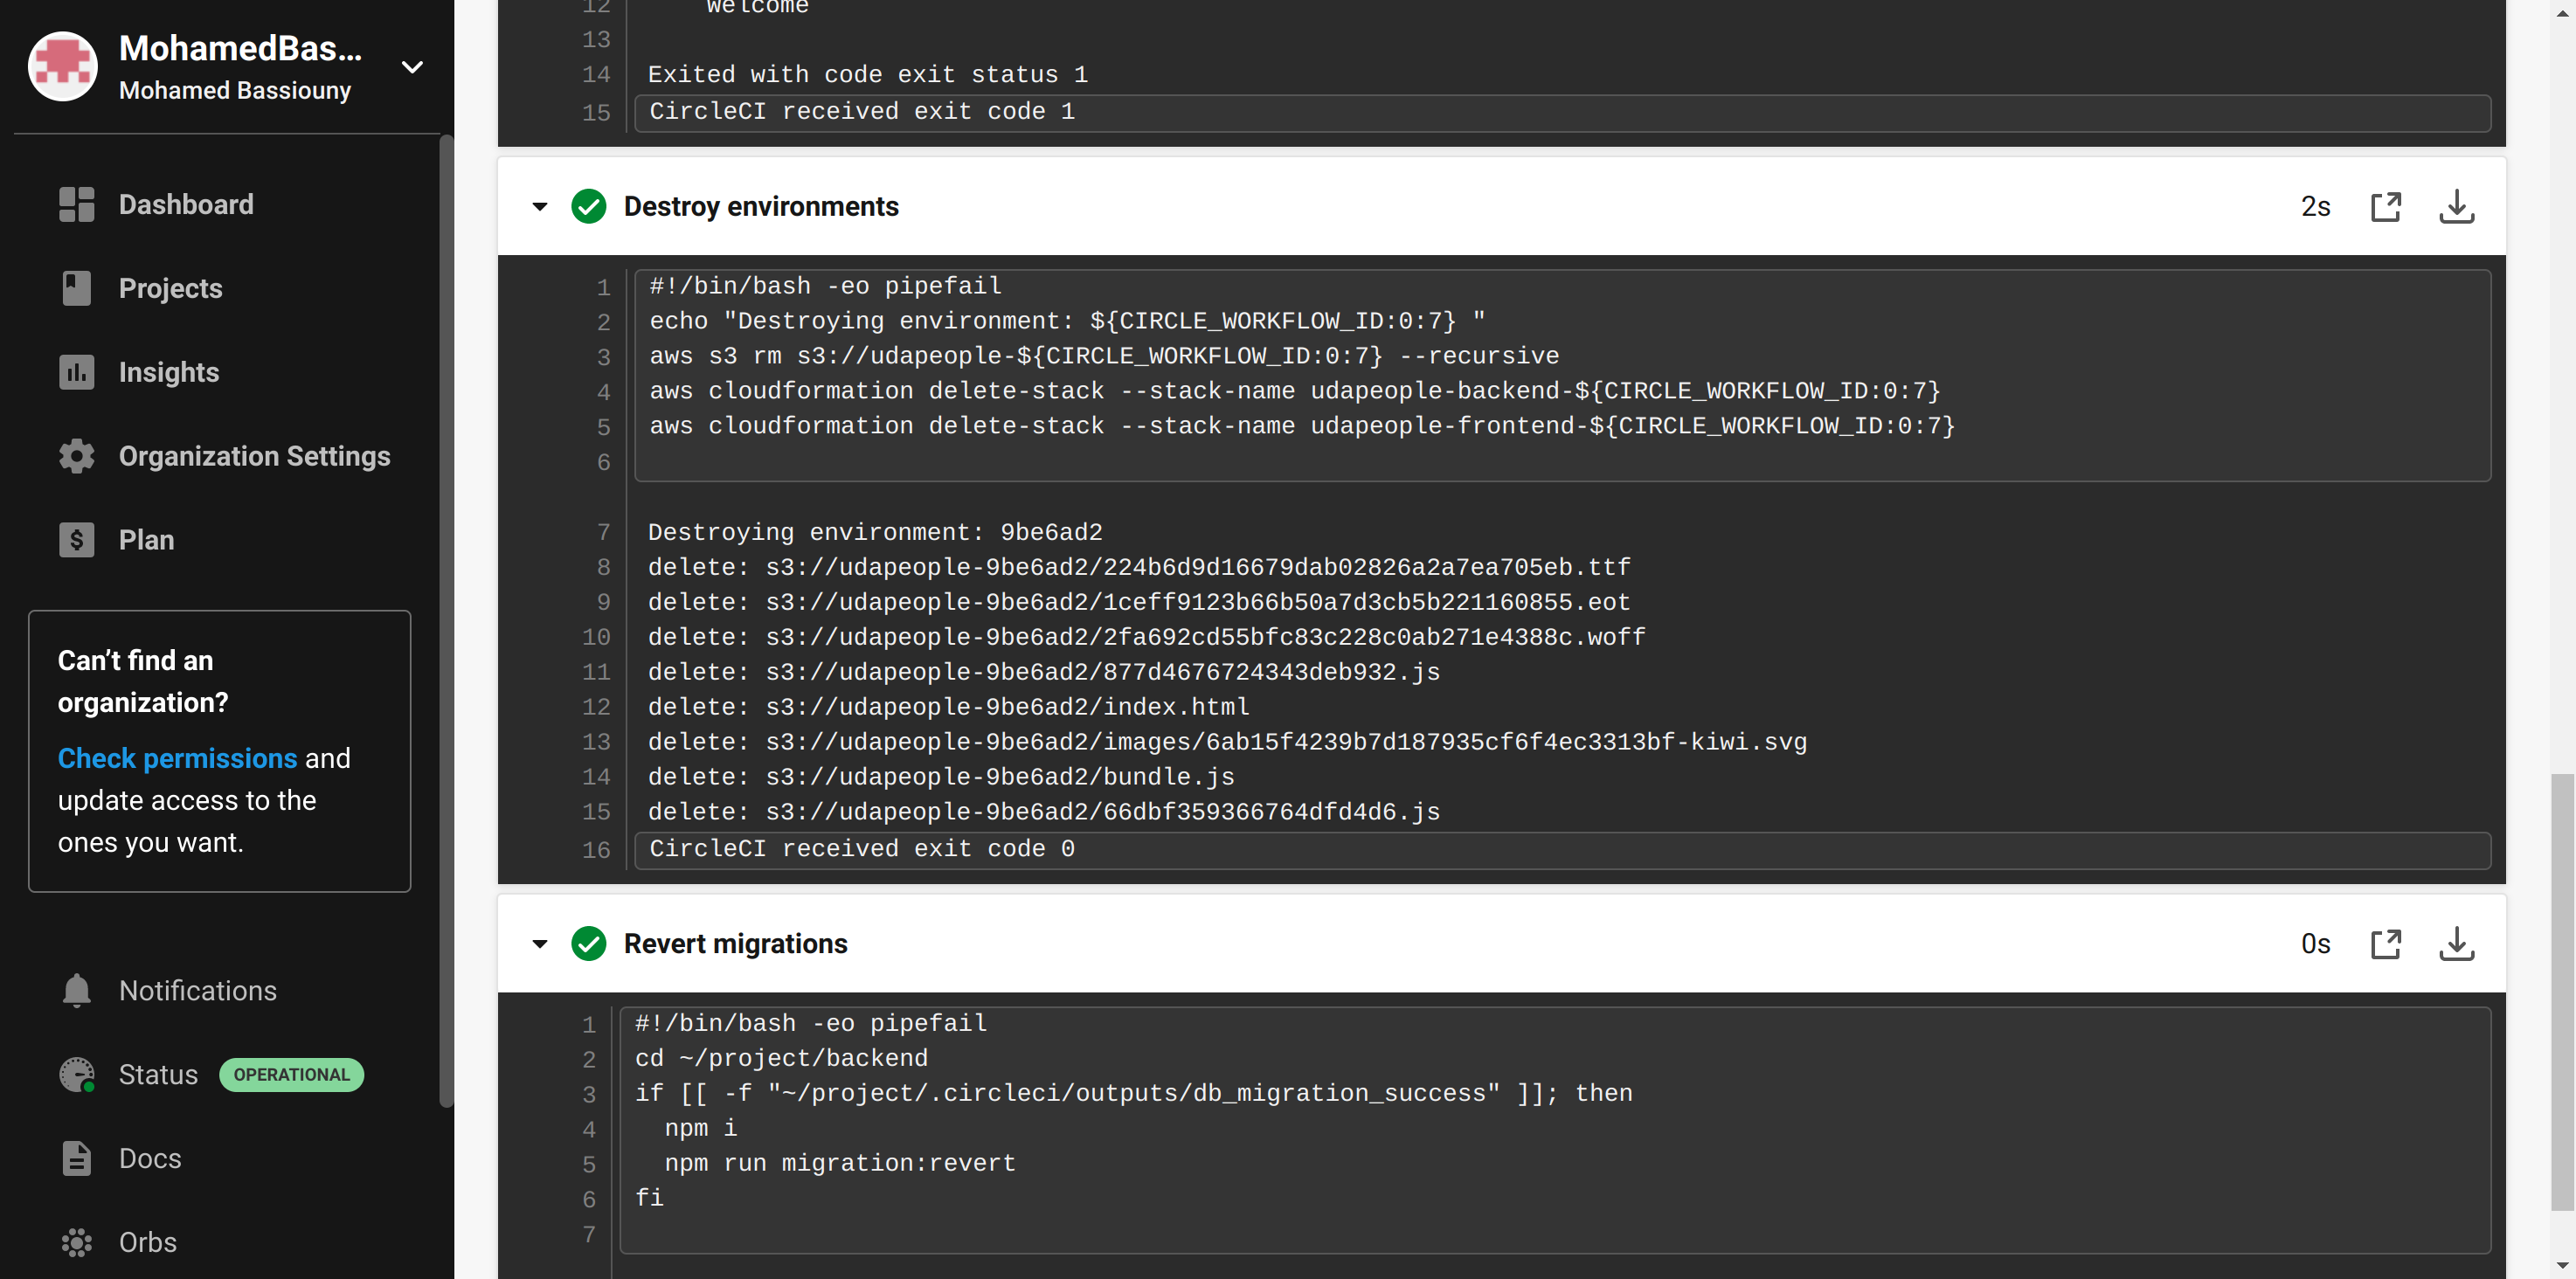 MohamedBas...
Mohamed Bassiouny
Dashboard
Projects
Insights
Organization Settings
Plan
Can’t find an
organization?
Check permissions and
update access to the
ones you want.
Notifications
Status OPERATIONAL
Docs
Orbs
12 welcome
13
14 Exited with code exit status 1
15 CircleCI received exit code 1
Destroy environments 2s
1 #!/bin/bash -eo pipefail
2 echo "Destroying environment: ${CIRCLE_WORKFLOW_ID:0:7} "
3 aws s3 rm s3://udapeople-${CIRCLE_WORKFLOW_ID:0:7} --recursive
4 aws cloudformation delete-stack --stack-name udapeople-backend-${CIRCLE_WORKFLOW_ID:0:7}
5 aws cloudformation delete-stack --stack-name udapeople-frontend-${CIRCLE_WORKFLOW_ID:0:7}
6
7 Destroying environment: 9be6ad2
8 delete: s3://udapeople-9be6ad2/224b6d9d16679dab02826a2a7ea705eb.ttf
9 delete: s3://udapeople-9be6ad2/1ceff9123b66b50a7d3cb5b221160855.eot
10 delete: s3://udapeople-9be6ad2/2fa692cd55bfc83c228c0ab271e4388c.woff
11 delete: s3://udapeople-9be6ad2/877d4676724343deb932.js
12 delete: s3://udapeople-9be6ad2/index.html
13 delete: s3://udapeople-9be6ad2/images/6ab15f4239b7d187935cf6f4ec3313bf-kiwi.svg
14 delete: s3://udapeople-9be6ad2/bundle.js
15 delete: s3://udapeople-9be6ad2/66dbf359366764dfd4d6.js
16 CircleCI received exit code 0
Revert migrations 0s
1 #!/bin/bash -eo pipefail
2 cd ~/project/backend
3 if [[ -f "~/project/.circleci/outputs/db_migration_success" ]]; then
4 npm i
5 npm run migration:revert
6 fi
7